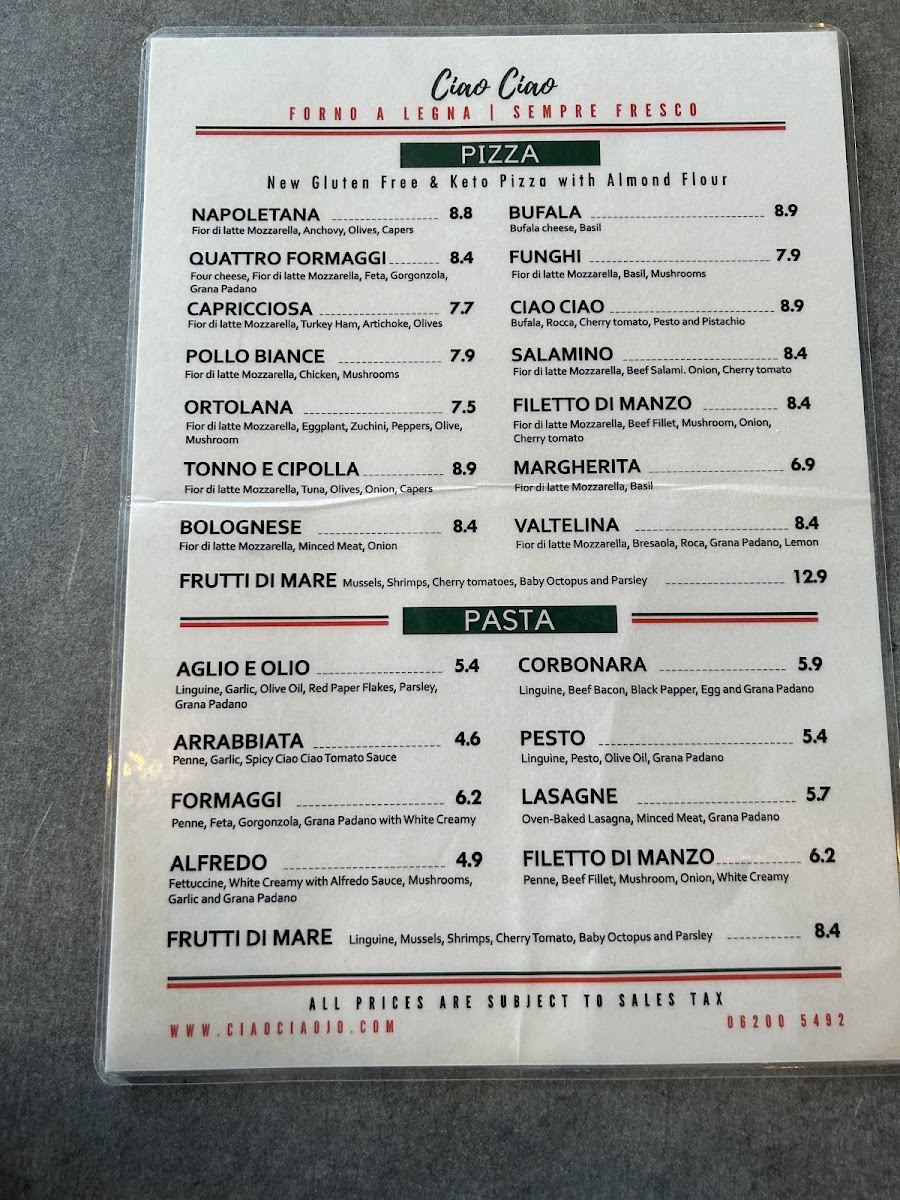 Ciao Ciao
FORNO A LEGNA | SEMPRE FRESCO
PIZZA
New Gluten Free & Keto Pizza with Almond Flour
NAPOLETANA 8.8
Fior di latte Mozzarella, Anchovy, Olives, Capers
QUATTRO FORMAGGI 8.4
Four cheese, Fior di latte Mozzarella, Feta, Gorgonzola,
Grana Padano
CAPRICCIOSA 7.7
Fior di latte Mozzarella, Turkey Ham, Artichoke, Olives
POLLO BIANCE 7.9
Fior di latte Mozzarella, Chicken, Mushrooms
ORTOLANA 7.5
Fior di latte Mozzarella, Eggplant, Zuchini, Peppers, Olive,
Mushroom
TONNO E CIPOLLA 8.9
Fior di latte Mozzarella, Tuna, Olives, Onion, Capers
BOLOGNESE 8.4
Fior di latte Mozzarella, Minced Meat, Onion
BUFALA 8.9
Bufala cheese, Basil
FUNGHI 7.9
Fior di latte Mozzarella, Basil, Mushrooms
CIAO CIAO 8.9
Bufala, Rocca, Cherry tomato, Pesto and Pistachio
SALAMINO 8.4
Fior di latte Mozzarella, Beef Salami. Onion, Cherry tomato
FILETTO DI MANZO 8.4
Fior di latte Mozzarella, Beef Fillet, Mushroom, Onion,
Cherry tomato
MARGHERITA 6.9
Fior di latte Mozzarella, Basil
VALTELINA 8.4
Fior di latte Mozzarella, Bresaola, Roca, Grana Padano, Lemon
FRUTTI DI MARE Mussels, Shrimps, Cherry tomatoes, Baby Octopus and Parsley 12.9
PASTA
AGLIO E OLIO 5.4
Linguine, Garlic, Olive Oil, Red Paper Flakes, Parsley,
Grana Padano
ARRABBIATA 4.6
Penne, Garlic, Spicy Ciao Ciao Tomato Sauce
FORMAGGI 6.2
Penne, Feta, Gorgonzola, Grana Padano with White Creamy
ALFREDO 4.9
Fettuccine, White Creamy with Alfredo Sauce, Mushrooms,
Garlic and Grana Padano
CORBONARA 5.9
Linguine, Beef Bacon, Black Papper, Egg and Grana Padano
PESTO 5.4
Linguine, Pesto, Olive Oil, Grana Padano
LASAGNE 5.7
Oven-Baked Lasagna, Minced Meat, Grana Padano
FILETTO DI MANZO 6.2
Penne, Beef Fillet, Mushroom, Onion, White Creamy
FRUTTI DI MARE Linguine, Mussels, Shrimps, Cherry Tomato, Baby Octopus and Parsley 8.4
ALL PRICES ARE SUBJECT TO SALES TAX
WWW.CIAOCIAOJO.COM 06200 5492